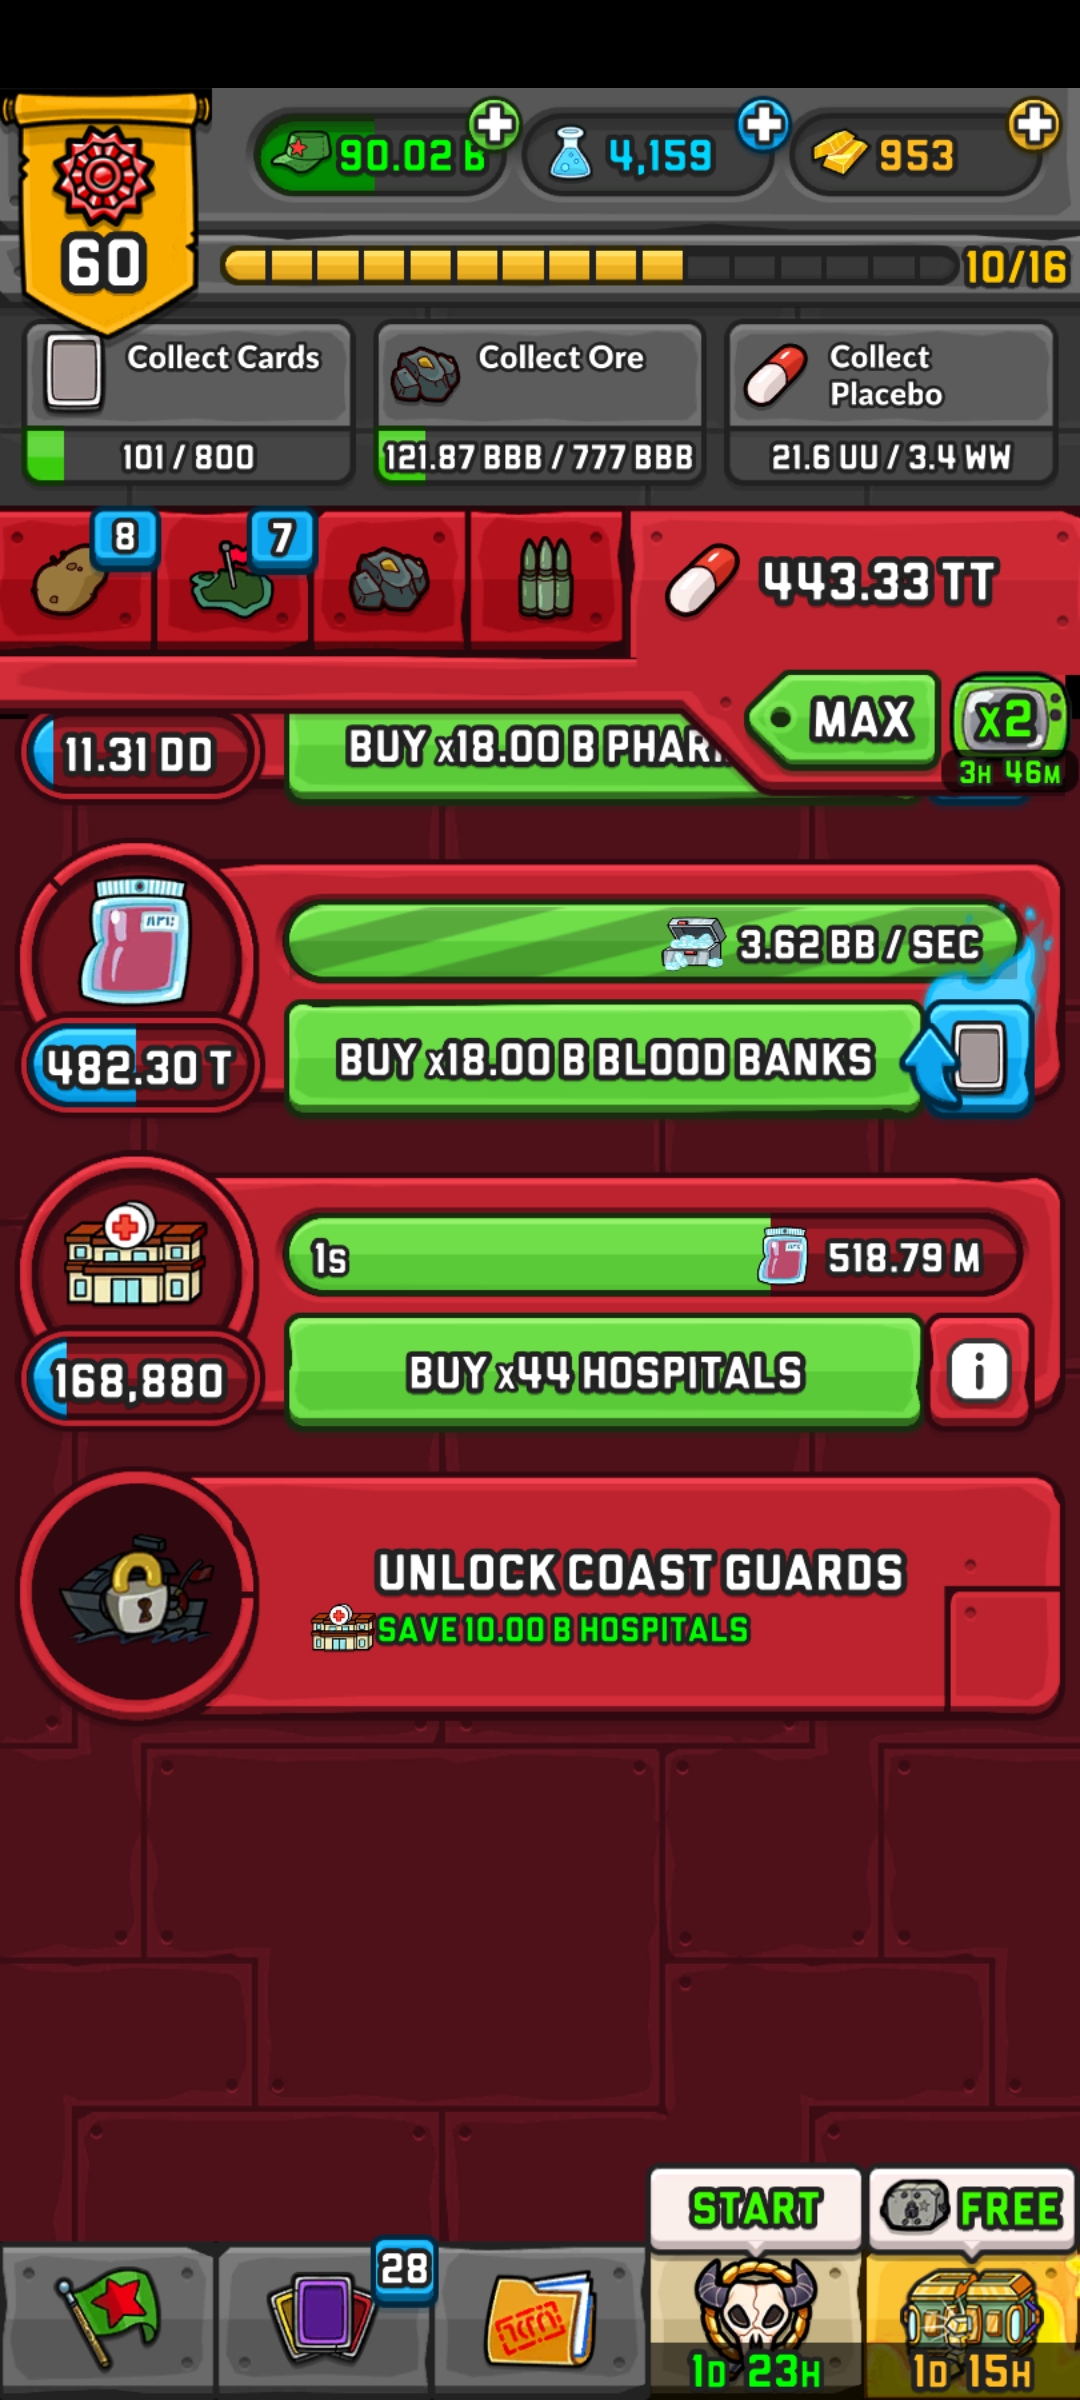 90.02 B
4,159
953
60
10/16
Collect Cards
101 / 800
Collect Ore
121.87 BBB / 777 BBB
Collect
Placebo
21.6 UU / 3.4 WW
8
7
443.33 TT
MAX
x2
3H 46M
11.31 DD
BUY x18.00 B
3.62 BB / SEC
482.30 T
BUY x18.00 B BLOOD BANKS
1s
518.79 M
168,880
BUY x44 HOSPITALS
i
UNLOCK COAST GUARDS
SAVE 10.00 B HOSPITALS
START
FREE
28
1D 23H
1D 15H